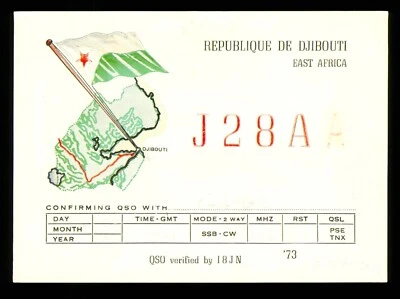 REPUBLIQUE DE DJIBOUTI
EAST AFRICA
J28AA
DJIBOUTI
CONFIRMING QSO WITH
DAY TIME-GMT MODE-2 WAY MHZ RST QSL
MONTH SSB-CW PSE
YEAR TNX
QSO verified by I8JN '73